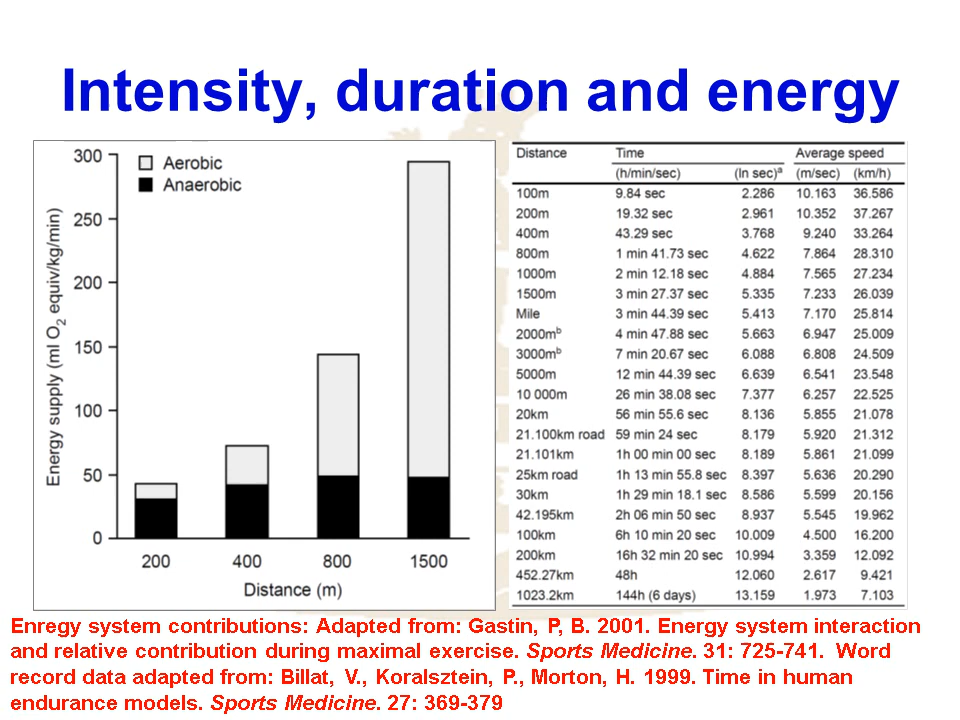 Intensity, duration and energy
300
250
200
150
100
50
0
Energy supply (ml O2 equiv/kg/min)
Aerobic
Anaerobic
200 400 800 1500
Distance (m)
Distance Time Average speed
(h/min/sec) (ln sec)a (m/sec) (km/h)
100m 9.84 sec 2.286 10.163 36.586
200m 19.32 sec 2.961 10.352 37.267
400m 43.29 sec 3.768 9.240 33.264
800m 1 min 41.73 sec 4.622 7.864 28.310
1000m 2 min 12.18 sec 4.884 7.565 27.234
1500m 3 min 27.37 sec 5.335 7.233 26.039
Mile 3 min 44.39 sec 5.413 7.170 25.814
2000mb 4 min 47.88 sec 5.663 6.947 25.009
3000mb 7 min 20.67 sec 6.088 6.808 24.509
5000m 12 min 44.39 sec 6.639 6.541 23.548
10 000m 26 min 38.08 sec 7.377 6.257 22.525
20km 56 min 55.6 sec 8.136 5.855 21.078
21.100km road 59 min 24 sec 8.179 5.920 21.312
21.101km 1h 00 min 00 sec 8.189 5.861 21.099
25km road 1h 13 min 55.8 sec 8.397 5.636 20.290
30km 1h 29 min 18.1 sec 8.586 5.599 20.156
42.195km 2h 06 min 50 sec 8.937 5.545 19.962
100km 6h 10 min 20 sec 10.009 4.500 16.200
200km 16h 32 min 20 sec 10.994 3.359 12.092
452.27km 48h 12.060 2.617 9.421
1023.2km 144h (6 days) 13.159 1.973 7.103
Enregy system contributions: Adapted from: Gastin, P, B. 2001. Energy system interaction
and relative contribution during maximal exercise. Sports Medicine. 31: 725-741. Word
record data adapted from: Billat, V., Koralsztein, P., Morton, H. 1999. Time in human
endurance models. Sports Medicine. 27: 369-379